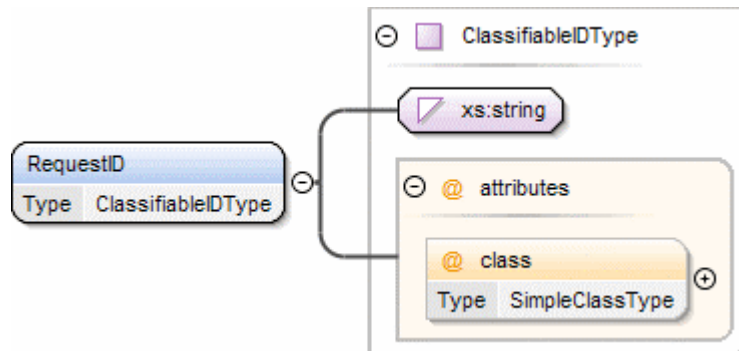 ClassifiableIDType
xs:string
RequestID
Type ClassifiableIDType
@ attributes
@ class
Type SimpleClassType